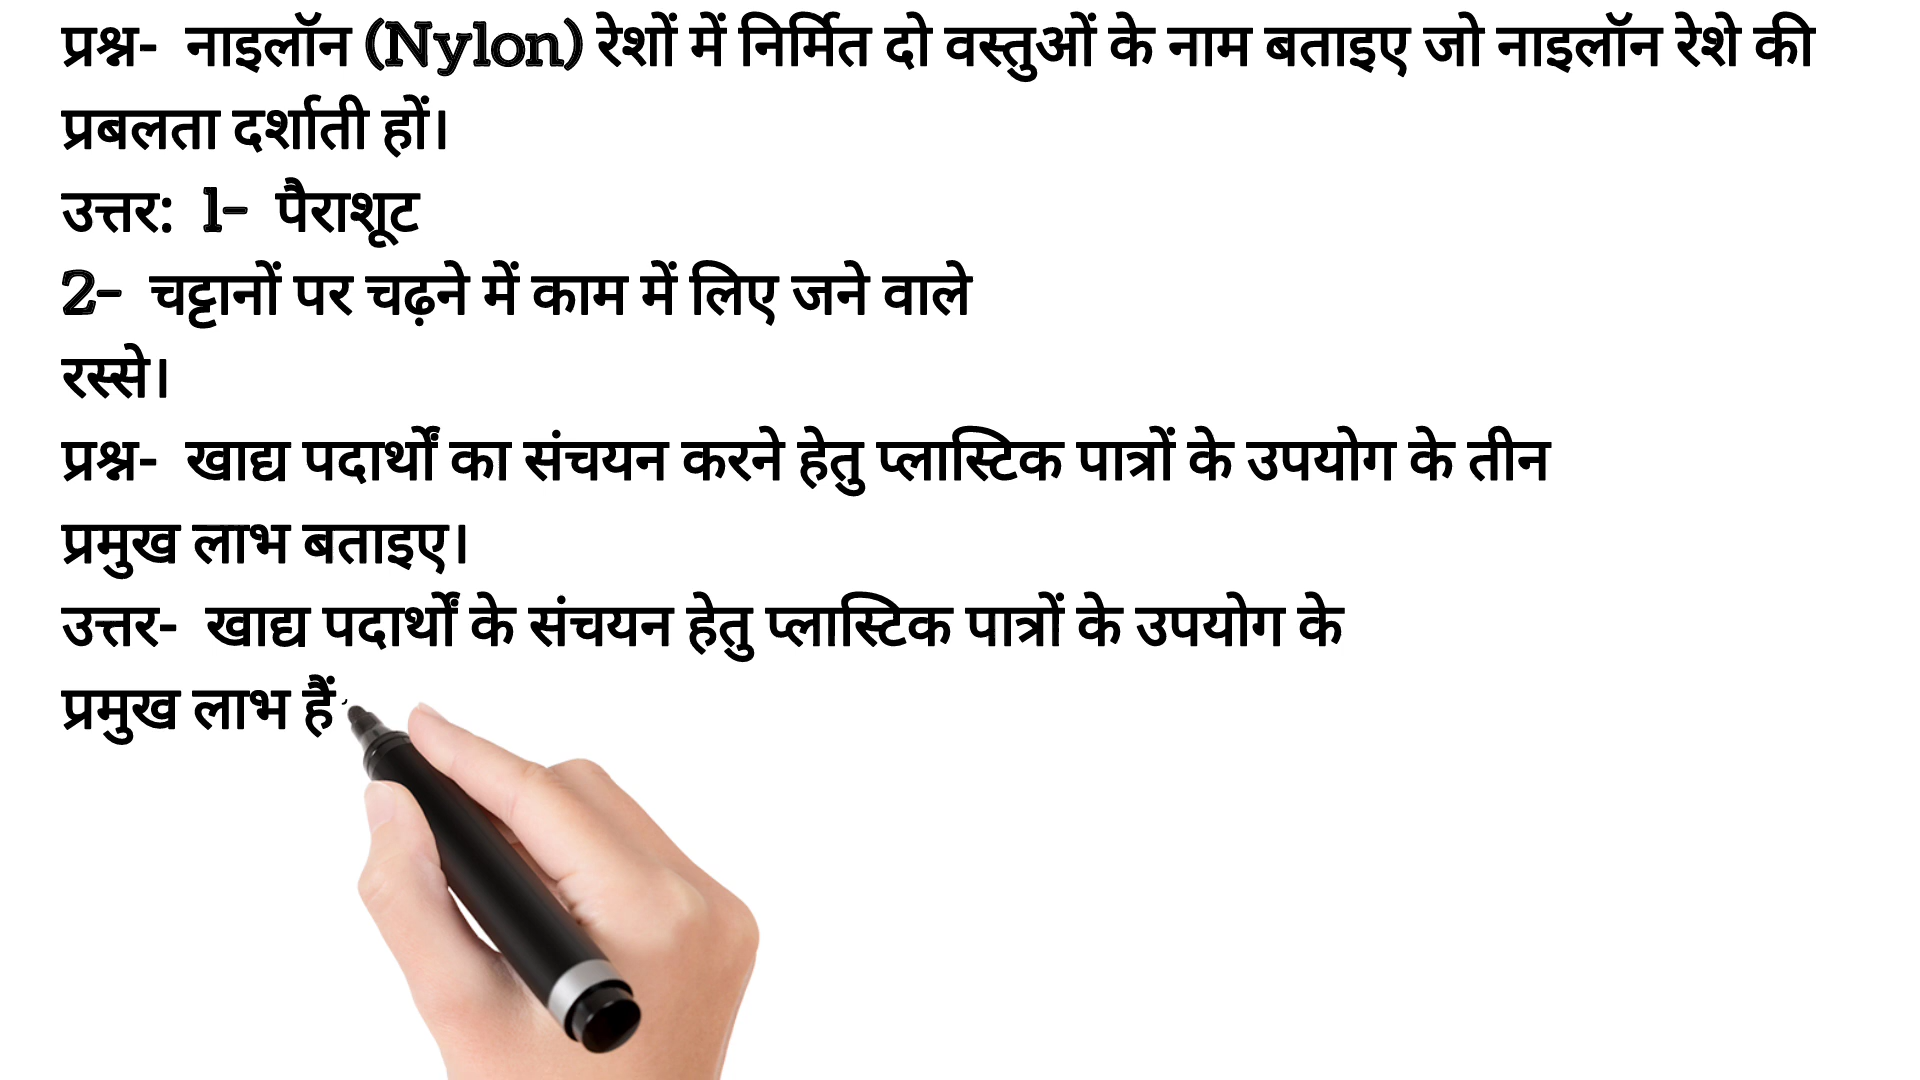 प्रश्न- नाइलॉन (Nylon) रेशों में निर्मित दो वस्तुओं के नाम बताइए जो नाइलॉन रेशे की
प्रबलता दर्शाती हों।
उत्तर: 1- पैराशूट
2- चट्टानों पर चढ़ने में काम में लिए जने वाले
रस्से।
प्रश्न- खाद्य पदार्थों का संचयन करने हेतु प्लास्टिक पात्रों के उपयोग के तीन
प्रमुख लाभ बताइए।
उत्तर- खाद्य पदार्थों के संचयन हेतु प्लास्टिक पात्रों के उपयोग के
प्रमुख लाभ हैं